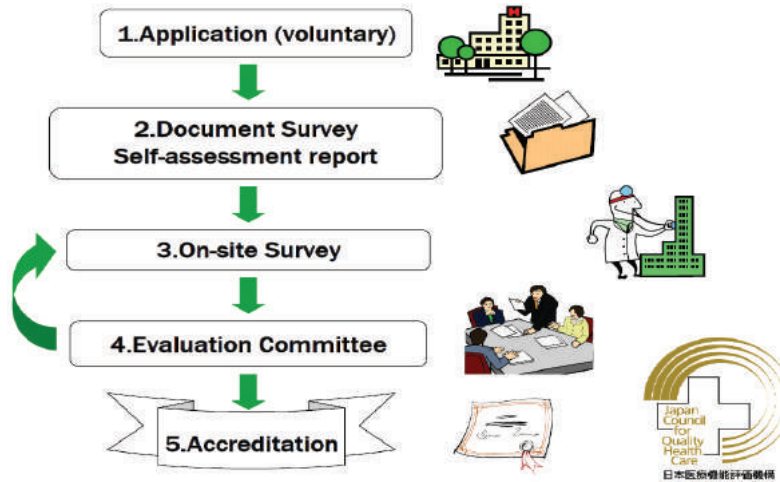 1.Application (voluntary)
2.Document Survey
Self-assessment report
3.On-site Survey
4.Evaluation Committee
5.Accreditation
H
Japan
Council
for
Quality
Health
Care
日本医療機能評価機構